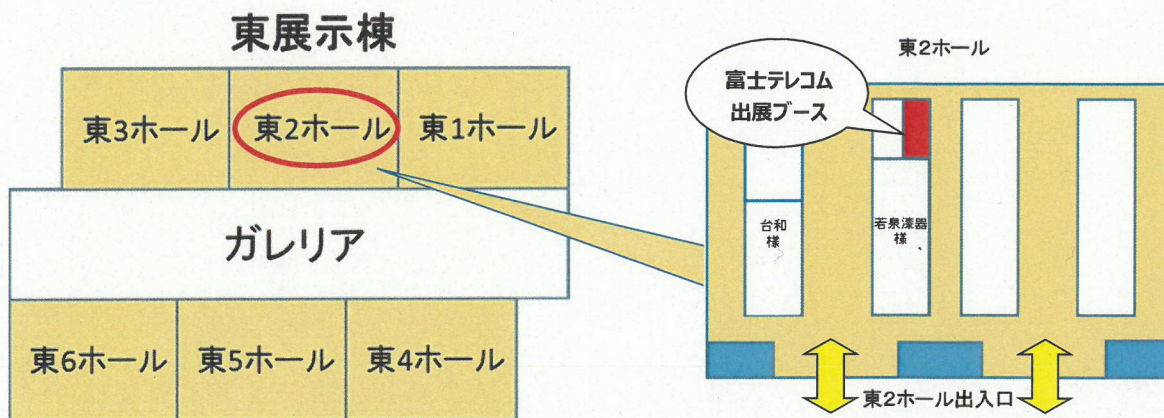 東展示棟
東3ホール
東2ホール
東1ホール
ガレリア
東6ホール
東5ホール
東4ホール
東2ホール
富士テレコム
出展ブース
台和
様
若泉漆器
様
東2ホール出入口